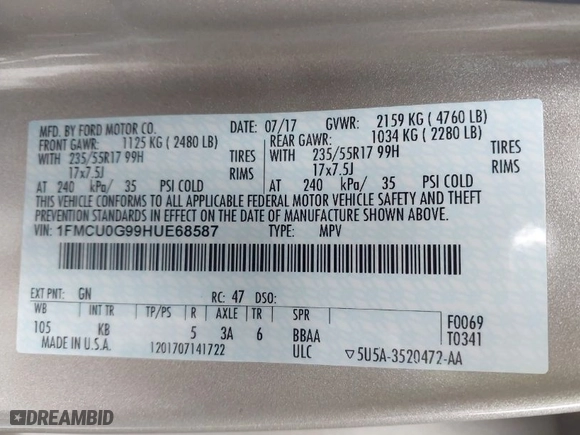 MFD. BY FORD MOTOR CO. DATE: 07/17 GVWR: 2159 KG ( 4760 LB)
FRONT GAWR: 1125 KG ( 2480 LB) REAR GAWR: 1034 KG ( 2280 LB)
WITH 235/55R17 99H TIRES WITH 235/55R17 99H TIRES
17x7.5J RIMS 17x7.5J RIMS
AT 240 kPa/ 35 PSI COLD AT 240 kPa/ 35 PSI COLD
THIS VEHICLE CONFORMS TO ALL APPLICABLE FEDERAL MOTOR VEHICLE SAFETY AND THEFT
PREVENTION STANDARDS IN EFFECT ON THE DATE OF MANUFACTURE SHOWN ABOVE.
VIN: 1FMCU0G99HUE68587 TYPE: MPV
EXT PNT: GN RC: 47 DSO:
WB INT TR TP/PS R AXLE TR SPR F0069
105 KB 5 3A 6 BBAA T0341
MADE IN U.S.A. 1201707141722 ULC ▽5U5A-3520472-AA
DREAMBID